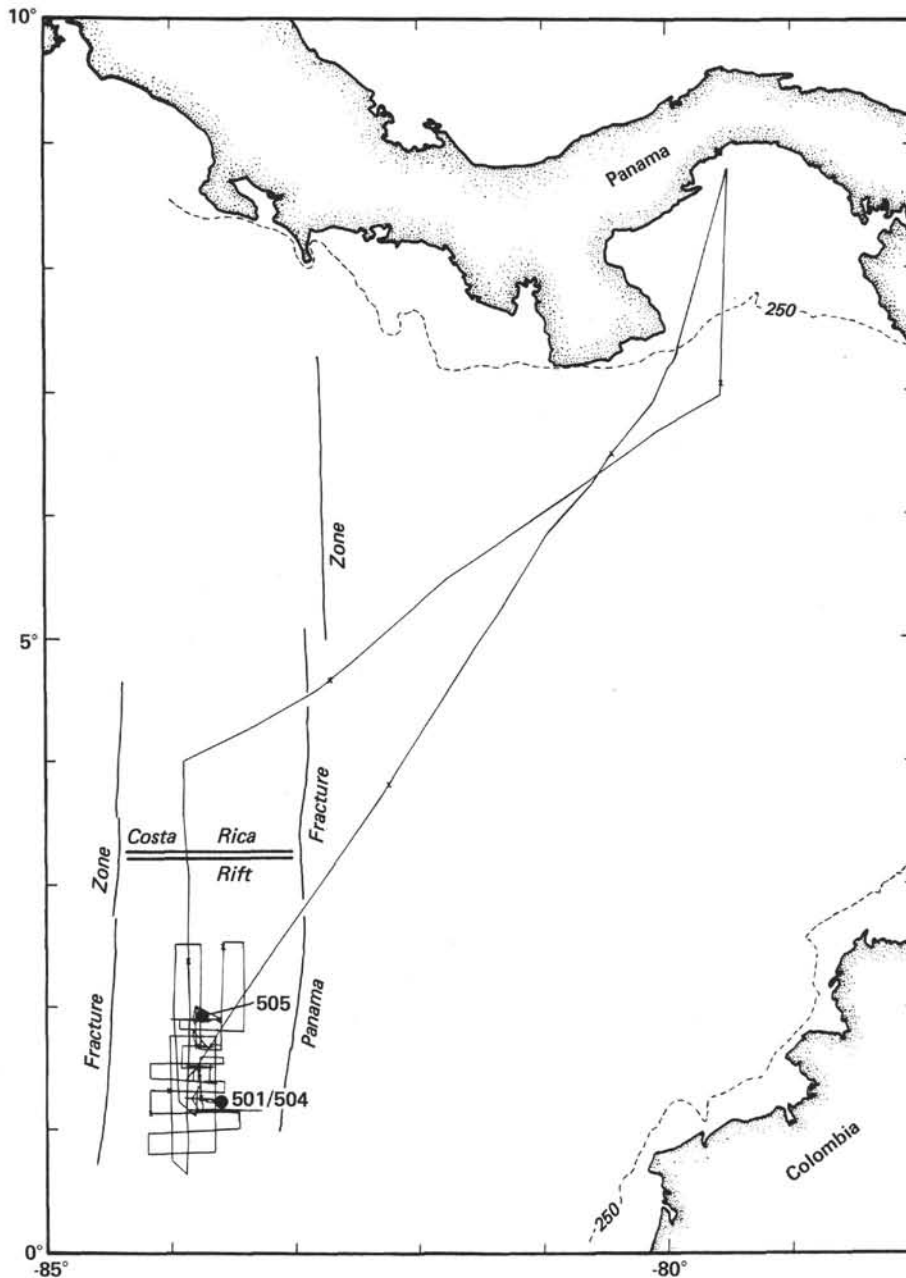 10°
Panama
250
Zone
5°
Fracture
Costa Rica
Rift
Zone
505
Panama
Fracture
501/504
Colombia
250
0°
-85°
-80°